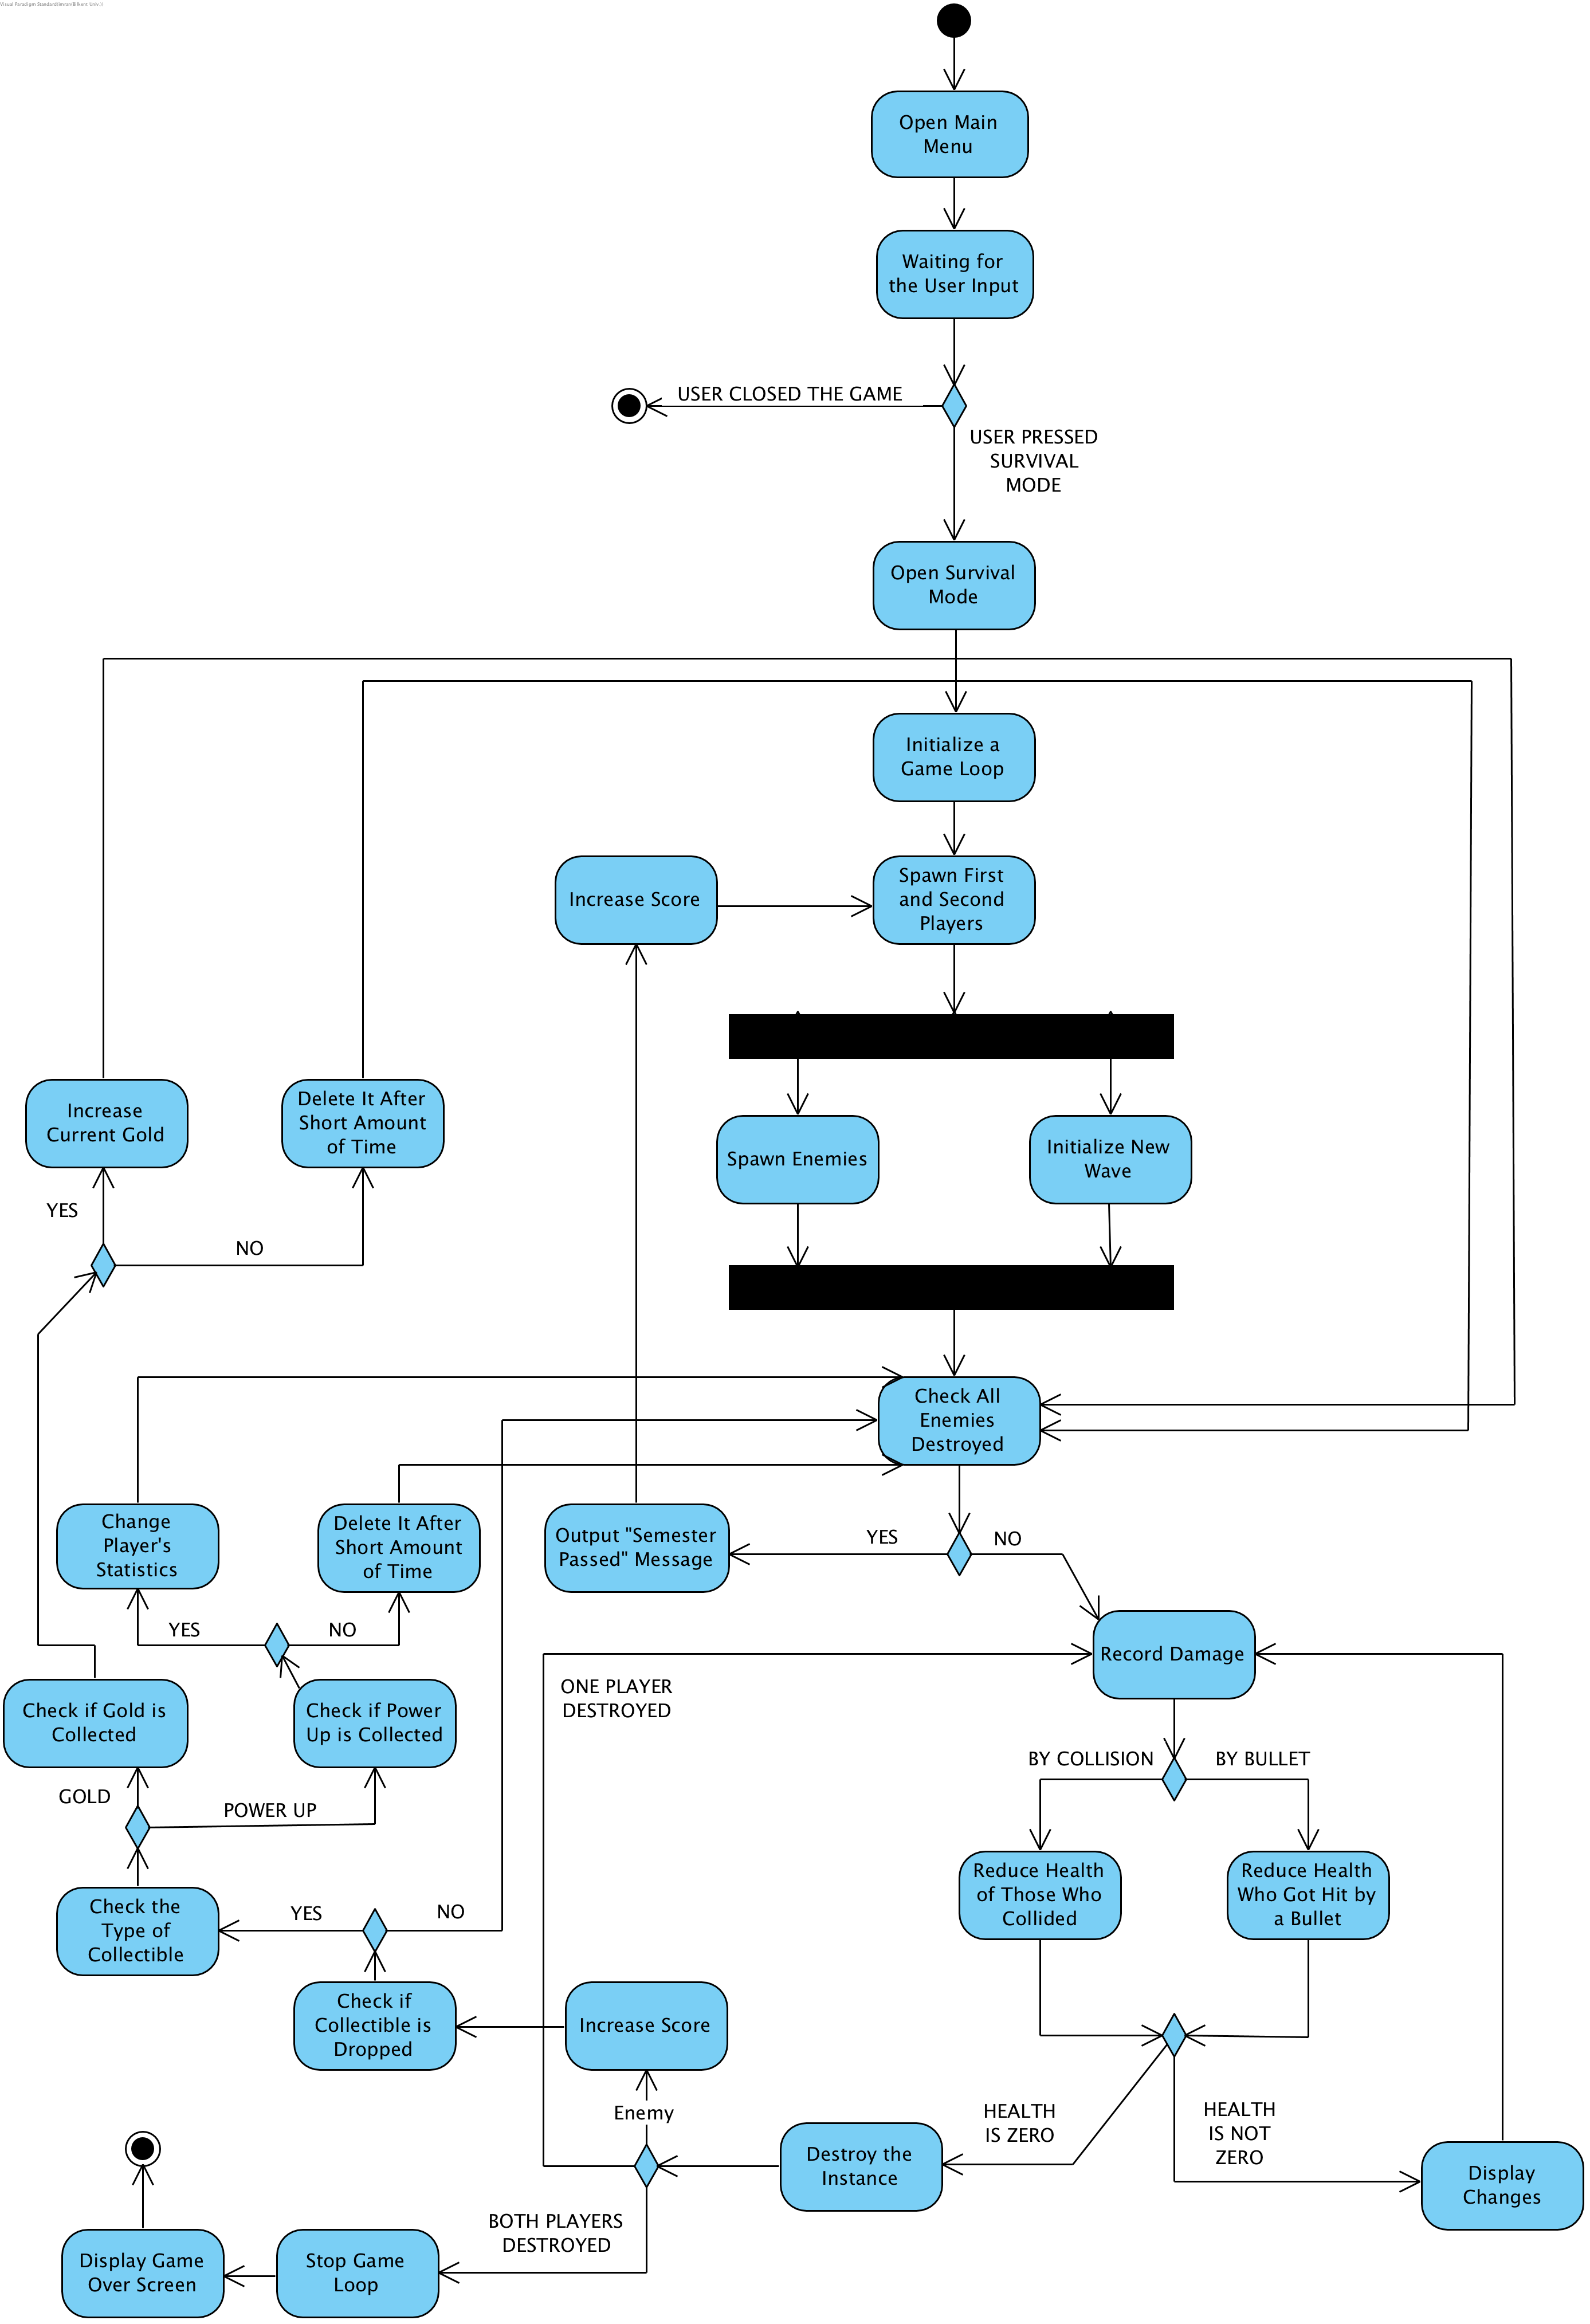 Visual Paradigm Standard(kimran(Bilkent Univ.))
Open Main
Menu
Waiting for
the User Input
USER CLOSED THE GAME
USER PRESSED
SURVIVAL
MODE
Open Survival
Mode
Initialize a
Game Loop
Increase Score
Spawn First
and Second
Players
Increase
Current Gold
Delete It After
Short Amount
of Time
Spawn Enemies
Initialize New
Wave
YES
NO
Check All
Enemies
Destroyed
Change
Player's
Statistics
Delete It After
Short Amount
of Time
Output "Semester
Passed" Message
YES
NO
YES
NO
Record Damage
Check if Gold is
Collected
Check if Power
Up is Collected
ONE PLAYER
DESTROYED
BY COLLISION
BY BULLET
GOLD
POWER UP
Reduce Health
of Those Who
Collided
Reduce Health
Who Got Hit by
a Bullet
Check the
Type of
Collectible
YES
NO
Check if
Collectible is
Dropped
Increase Score
Enemy
HEALTH
IS ZERO
HEALTH
IS NOT
ZERO
Destroy the
Instance
Display
Changes
BOTH PLAYERS
DESTROYED
Display Game
Over Screen
Stop Game
Loop